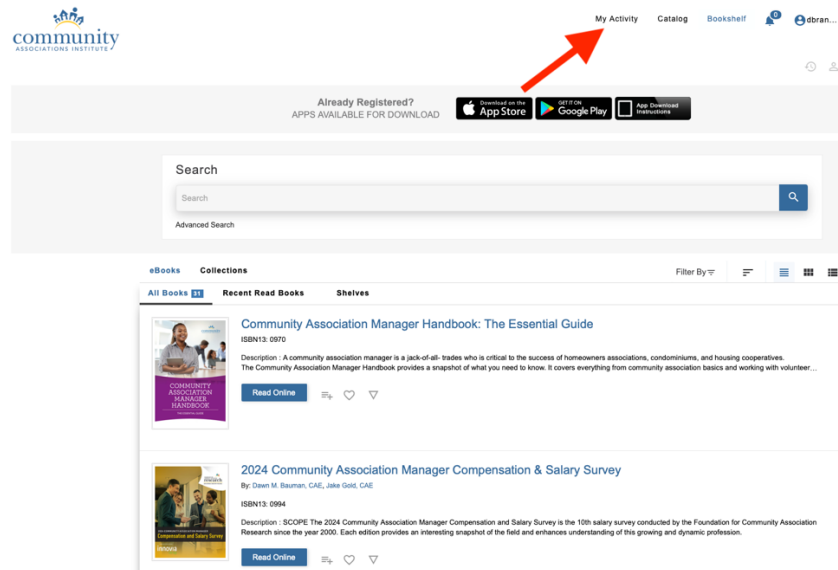 community
ASSOCIATIONS INSTITUTE
My Activity
Catalog
Bookshelf
0
dbran...
Already Registered?
APPS AVAILABLE FOR DOWNLOAD
Download on the
App Store
GET IT ON
Google Play
App Download
Instructions
Search
Search
Advanced Search
eBooks
Collections
Filter By
All Books 31
Recent Read Books
Shelves
COMMUNITY
ASSOCIATION
MANAGER
HANDBOOK
THE ESSENTIAL GUIDE
Community Association Manager Handbook: The Essential Guide
ISBN13: 0970
Description : A community association manager is a jack-of-all- trades who is critical to the success of homeowners associations, condominiums, and housing cooperatives.
The Community Association Manager Handbook provides a snapshot of what you need to know. It covers everything from community association basics and working with volunteer...
Read Online
research
Compensation and Salary Survey
innovia
2024 Community Association Manager Compensation & Salary Survey
By: Dawn M. Bauman, CAE, Jake Gold, CAE
ISBN13: 0994
Description : SCOPE The 2024 Community Association Manager Compensation and Salary Survey is the 10th salary survey conducted by the Foundation for Community Association
Research since the year 2000. Each edition provides an interesting snapshot of the field and enhances understanding of this growing and dynamic profession.
Read Online